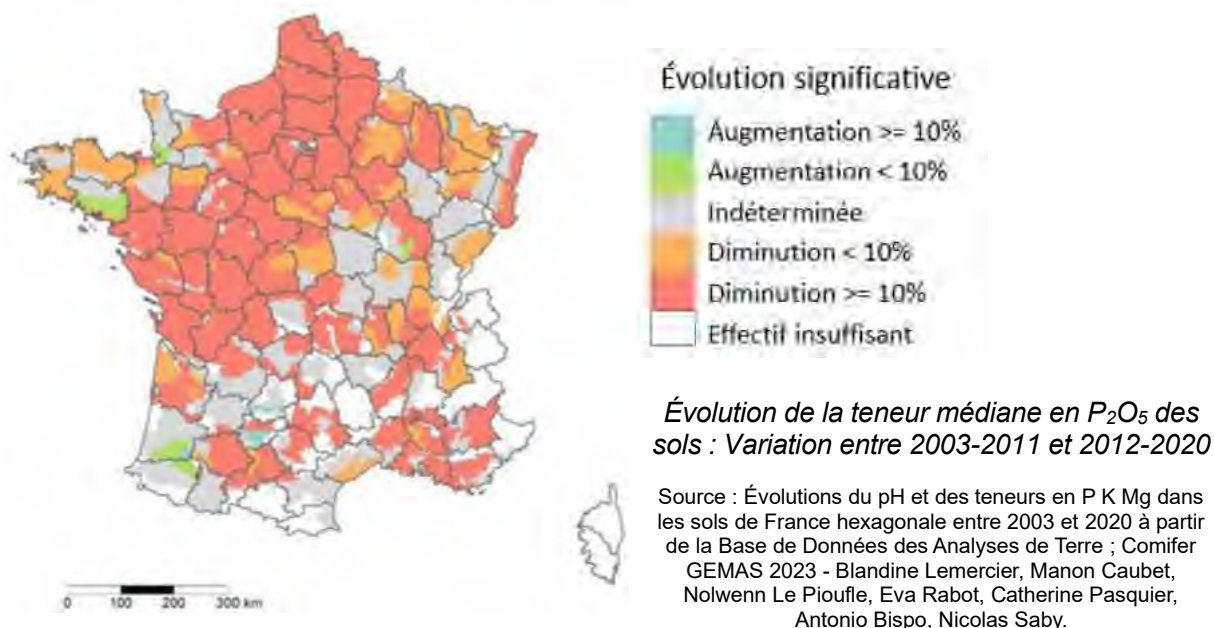 Évolution significative
Augmentation >= 10%
Augmentation < 10%
Indéterminée
Diminution < 10%
Diminution >= 10%
Effectif insuffisant
Évolution de la teneur médiane en P₂O₅ des
sols : Variation entre 2003-2011 et 2012-2020
Source : Évolutions du pH et des teneurs en P K Mg dans
les sols de France hexagonale entre 2003 et 2020 à partir
de la Base de Données des Analyses de Terre ; Comifer
GEMAS 2023 - Blandine Lemercier, Manon Caubet,
Nolwenn Le Pioufle, Eva Rabot, Catherine Pasquier,
Antonio Bispo, Nicolas Saby.
0 100 200 300 km